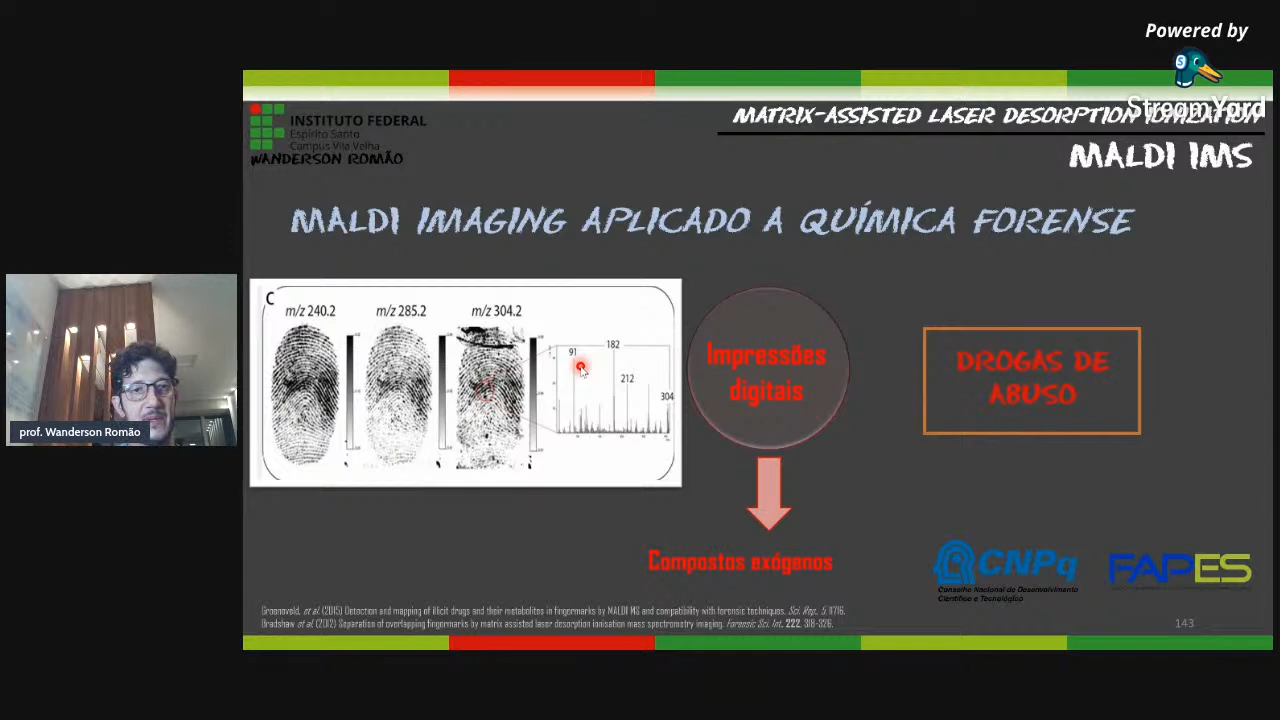 Powered by
StreamYard
INSTITUTO FEDERAL
Espírito Santo
Campus Vila Velha
WANDERSON ROMÃO
MATRIX-ASSISTED LASER DESORPTION IONIZATION
MALDI IMS
MALDI IMAGING APLICADO A QUÍMICA FORENSE
C
m/z 240.2
m/z 285.2
m/z 304.2
91
182
212
304
Impressões
digitais
DROGAS DE
ABUSO
prof. Wanderson Romão
Compostos exógenos
CNPq
Conselho Nacional de Desenvolvimento
Científico e Tecnológico
FAPES
Groeneveld, et al. (2015) Detection and mapping of illicit drugs and their metabolites in fingermarks by MALDI MS and compatibility with forensic techniques. Sci. Rep., 5, 11716.
Bradshaw et al. (2012) Separation of overlapping fingermarks by matrix assisted laser desorption ionisation mass spectrometry imaging. Forensic Sci. Int., 222, 318-326.
143